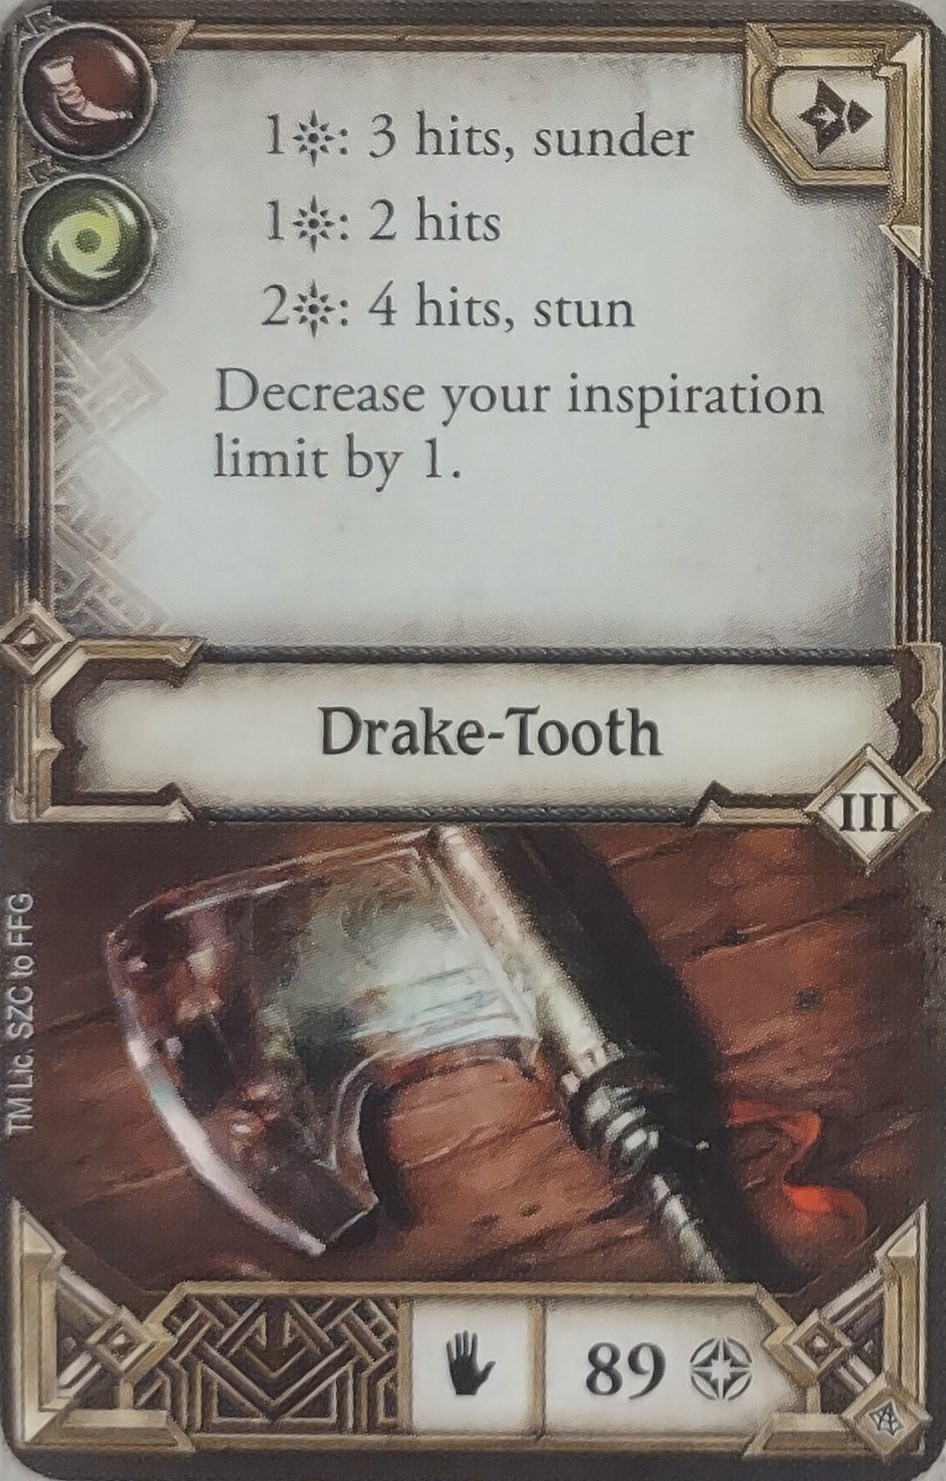 1☀: 3 hits, sunder
1☀: 2 hits
2☀: 4 hits, stun
Decrease your inspiration
limit by 1.
Drake-Tooth
III
TM Lic. SZC to FFG
89